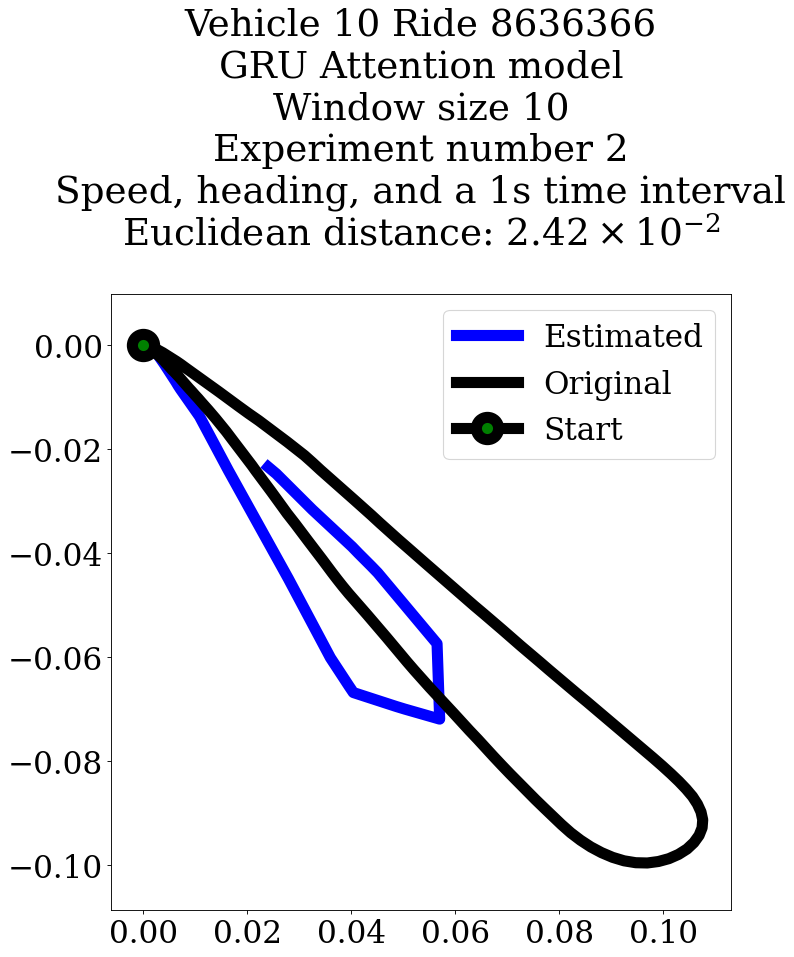 Vehicle 10 Ride 8636366
GRU Attention model
Window size 10
Experiment number 2
Speed, heading, and a 1s time interval
Euclidean distance: 2.42 × 10⁻²
Estimated
Original
Start
0.00
−0.02
−0.04
−0.06
−0.08
−0.10
0.00 0.02 0.04 0.06 0.08 0.10